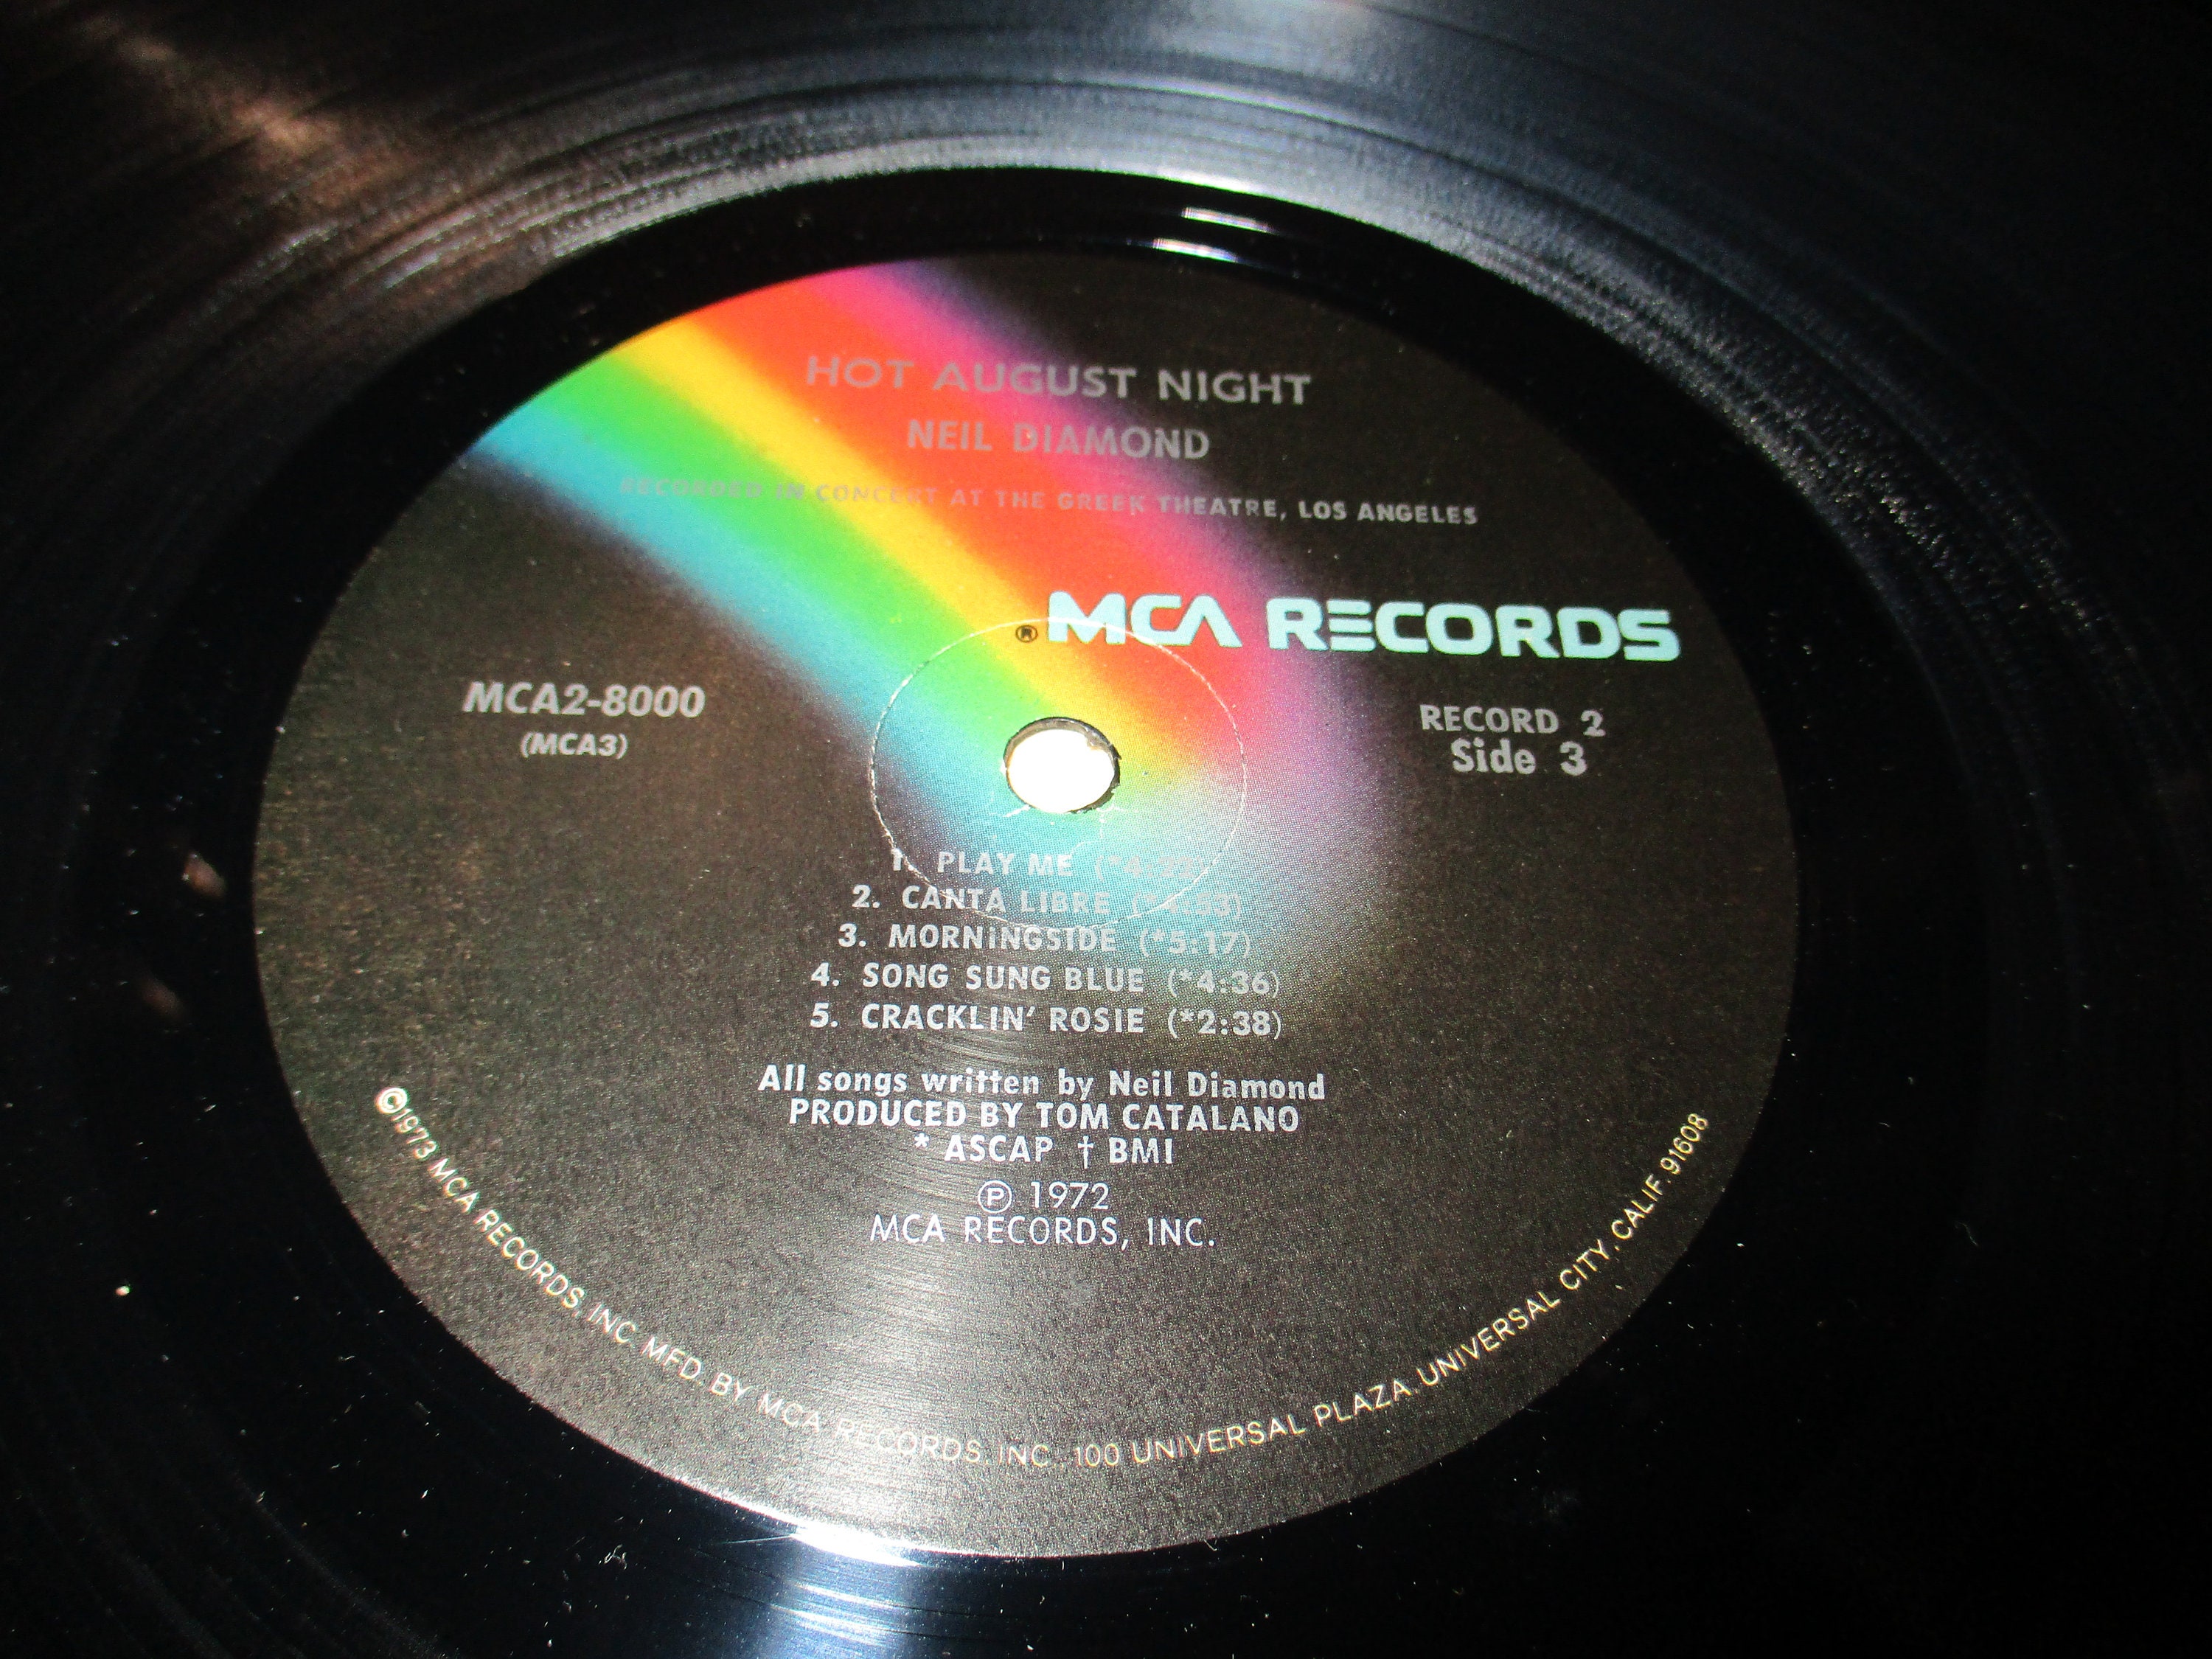 HOT AUGUST NIGHT
NEIL DIAMOND
RECORDED IN CONCERT AT THE GREEK THEATRE, LOS ANGELES
® MCA RECORDS
MCA2-8000
(MCA3)
RECORD 2
Side 3
1. PLAY ME
2. CANTA LIBRE
3. MORNINGSIDE (*5:17)
4. SONG SUNG BLUE (*4:36)
5. CRACKLIN' ROSIE (*2:38)
All songs written by Neil Diamond
PRODUCED BY TOM CATALANO
* ASCAP † BMI
℗ 1972
MCA RECORDS, INC.
©1973 MCA RECORDS, INC. MFD. BY MCA RECORDS, INC., 100 UNIVERSAL PLAZA, UNIVERSAL CITY, CALIF. 91608